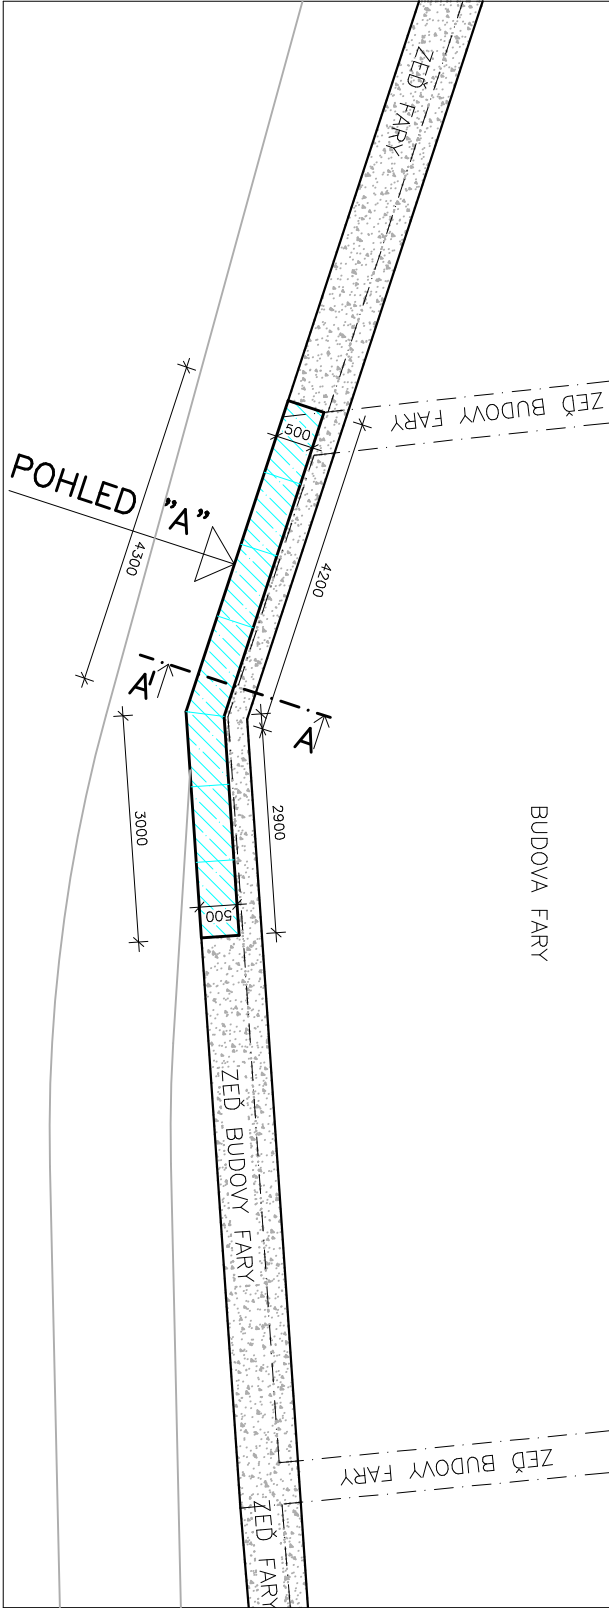 ZEĎ FARY
ZEĎ BUDOVY FARY
500
4200
POHLED "A"
4300
A'
A
3000
2900
BUDOVA FARY
500
ZEĎ BUDOVY FARY
ZEĎ BUDOVY FARY
ZEĎ FARY